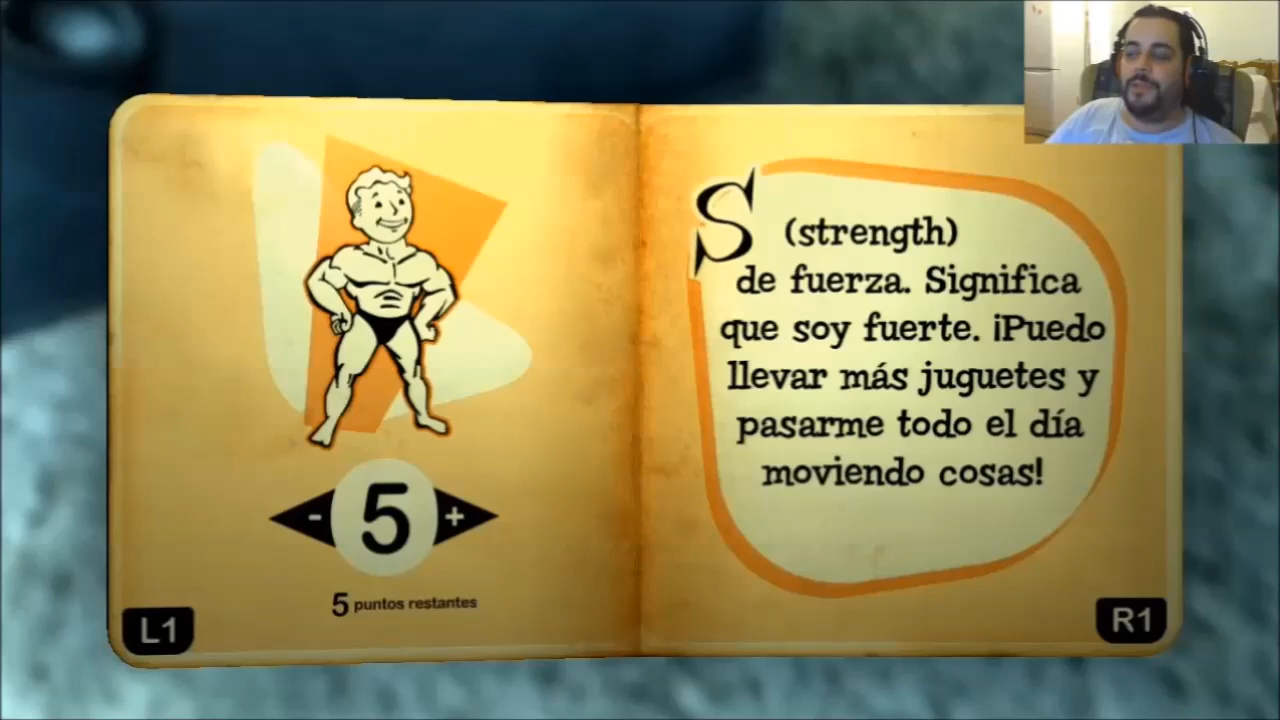 S (strength)
de fuerza. Significa
que soy fuerte. ¡Puedo
llevar más juguetes y
pasarme todo el día
moviendo cosas!
- 5 +
5 puntos restantes
L1
R1